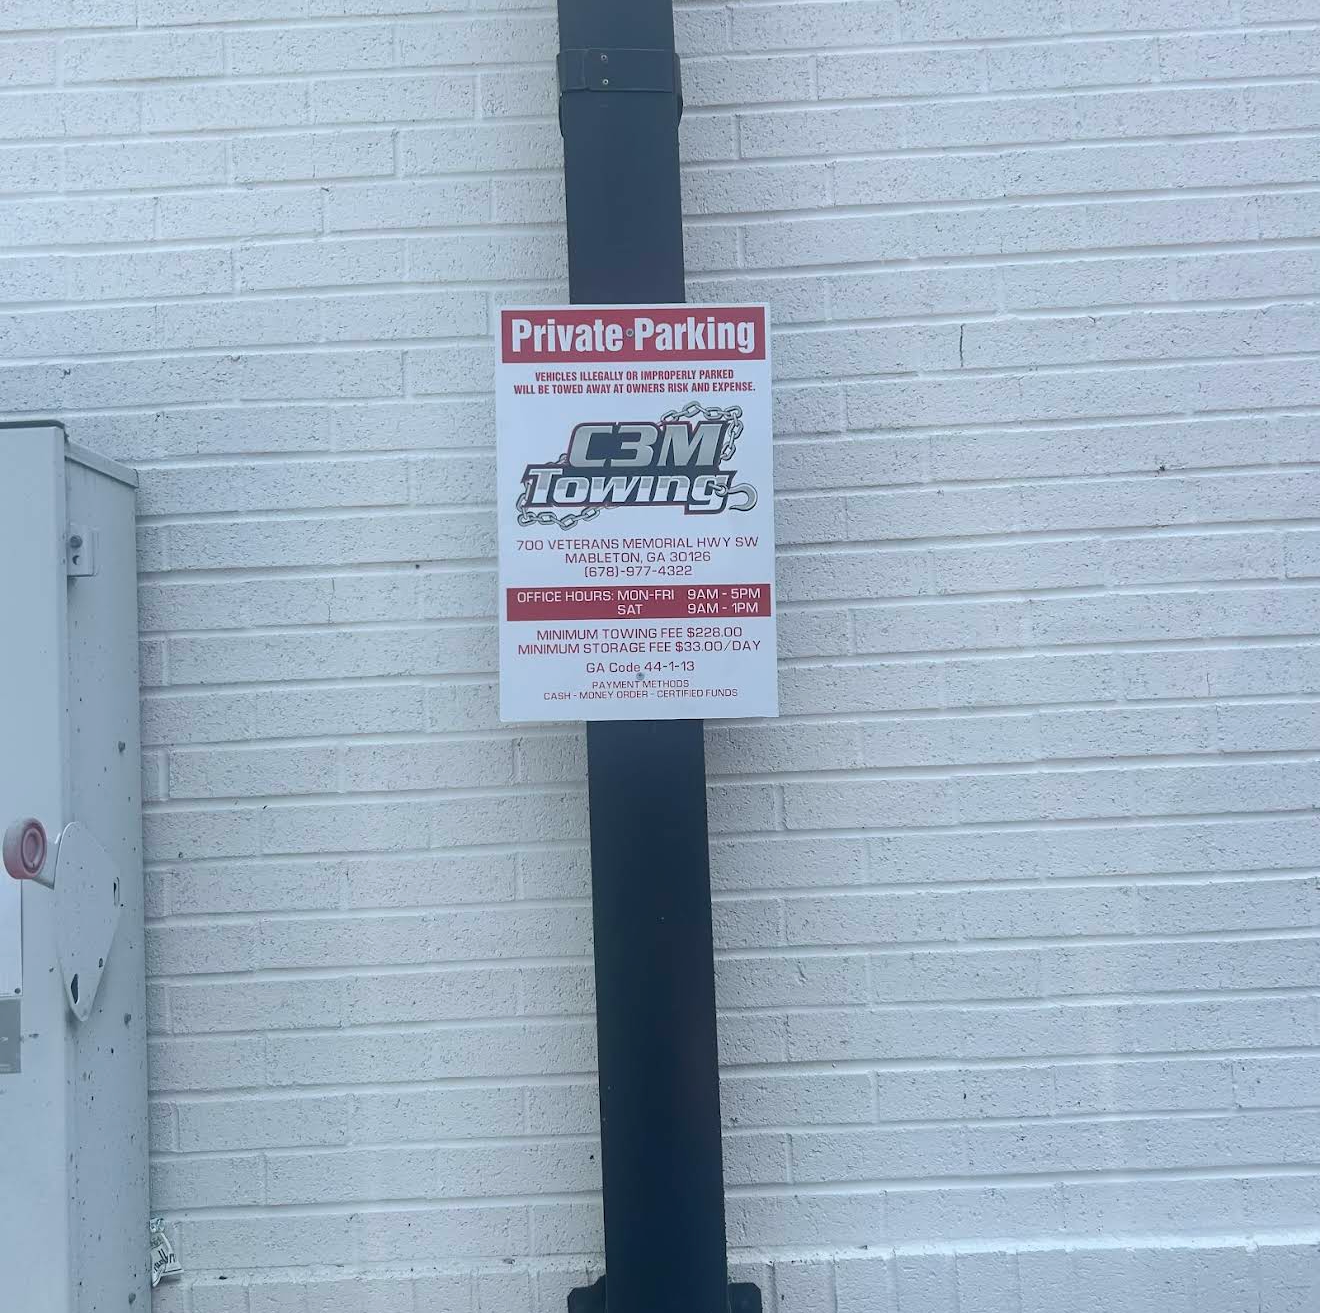 Private Parking
VEHICLES ILLEGALLY OR IMPROPERLY PARKED
WILL BE TOWED AWAY AT OWNERS RISK AND EXPENSE.
C3M
Towing
700 VETERANS MEMORIAL HWY SW
MABLETON, GA 30126
(678)-977-4322
OFFICE HOURS: MON-FRI 9AM - 5PM
SAT 9AM - 1PM
MINIMUM TOWING FEE $228.00
MINIMUM STORAGE FEE $33.00/DAY
GA Code 44-1-13
PAYMENT METHODS
CASH - MONEY ORDER - CERTIFIED FUNDS